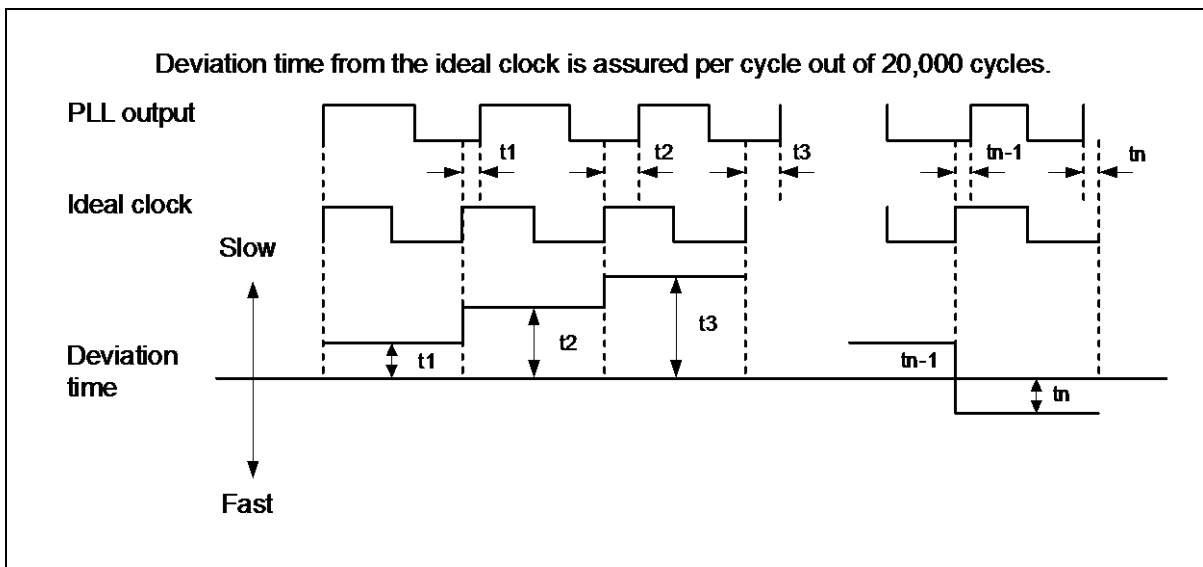 Deviation time from the ideal clock is assured per cycle out of 20,000 cycles.
PLL output
t1
t2
t3
tn-1
tn
Ideal clock
Slow
Deviation
time
t1
t2
t3
tn-1
tn
Fast